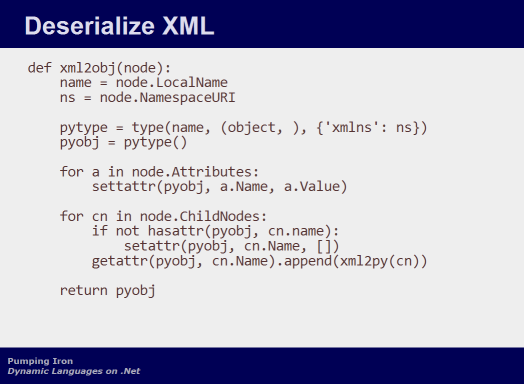 Deserialize XML
def xml2obj(node):
    name = node.LocalName
    ns = node.NamespaceURI
    pytype = type(name, (object, ), {'xmlns': ns})
    pyobj = pytype()
    for a in node.Attributes:
        settattr(pyobj, a.Name, a.Value)
    for cn in node.ChildNodes:
        if not hasattr(pyobj, cn.name):
            setattr(pyobj, cn.Name, [])
        getattr(pyobj, cn.Name).append(xml2py(cn))
    return pyobj
Pumping Iron
Dynamic Languages on .Net